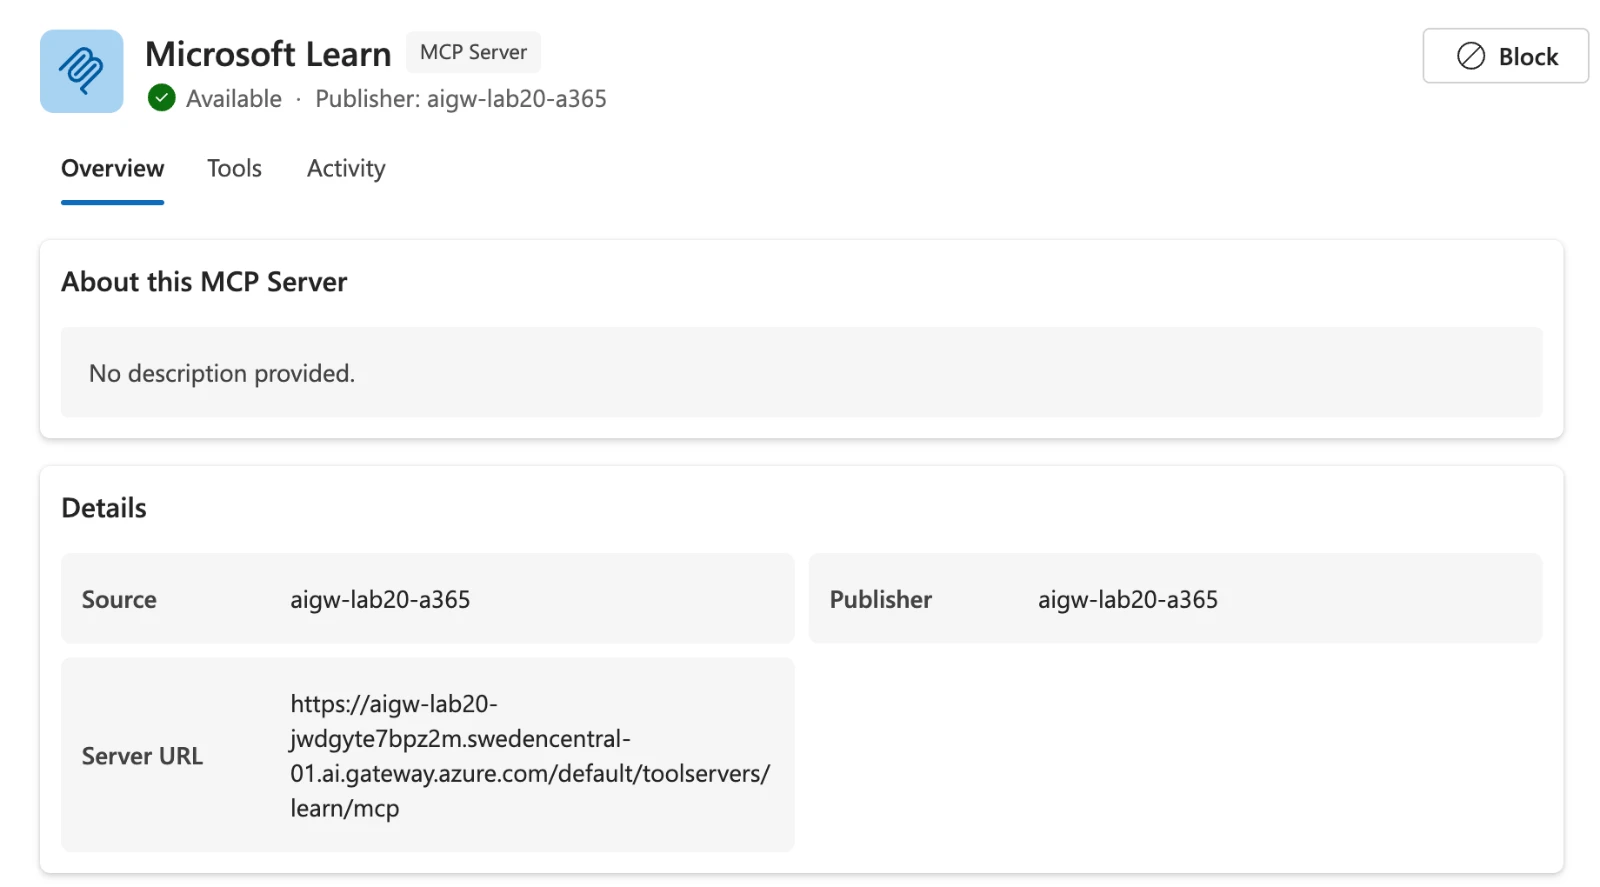 Microsoft Learn
MCP Server
Block
Available · Publisher: aigw-lab20-a365
Overview
Tools
Activity
About this MCP Server
No description provided.
Details
Source
aigw-lab20-a365
Publisher
aigw-lab20-a365
Server URL
https://aigw-lab20-
jwdgyte7bpz2m.swedencentral-
01.ai.gateway.azure.com/default/toolservers/
learn/mcp